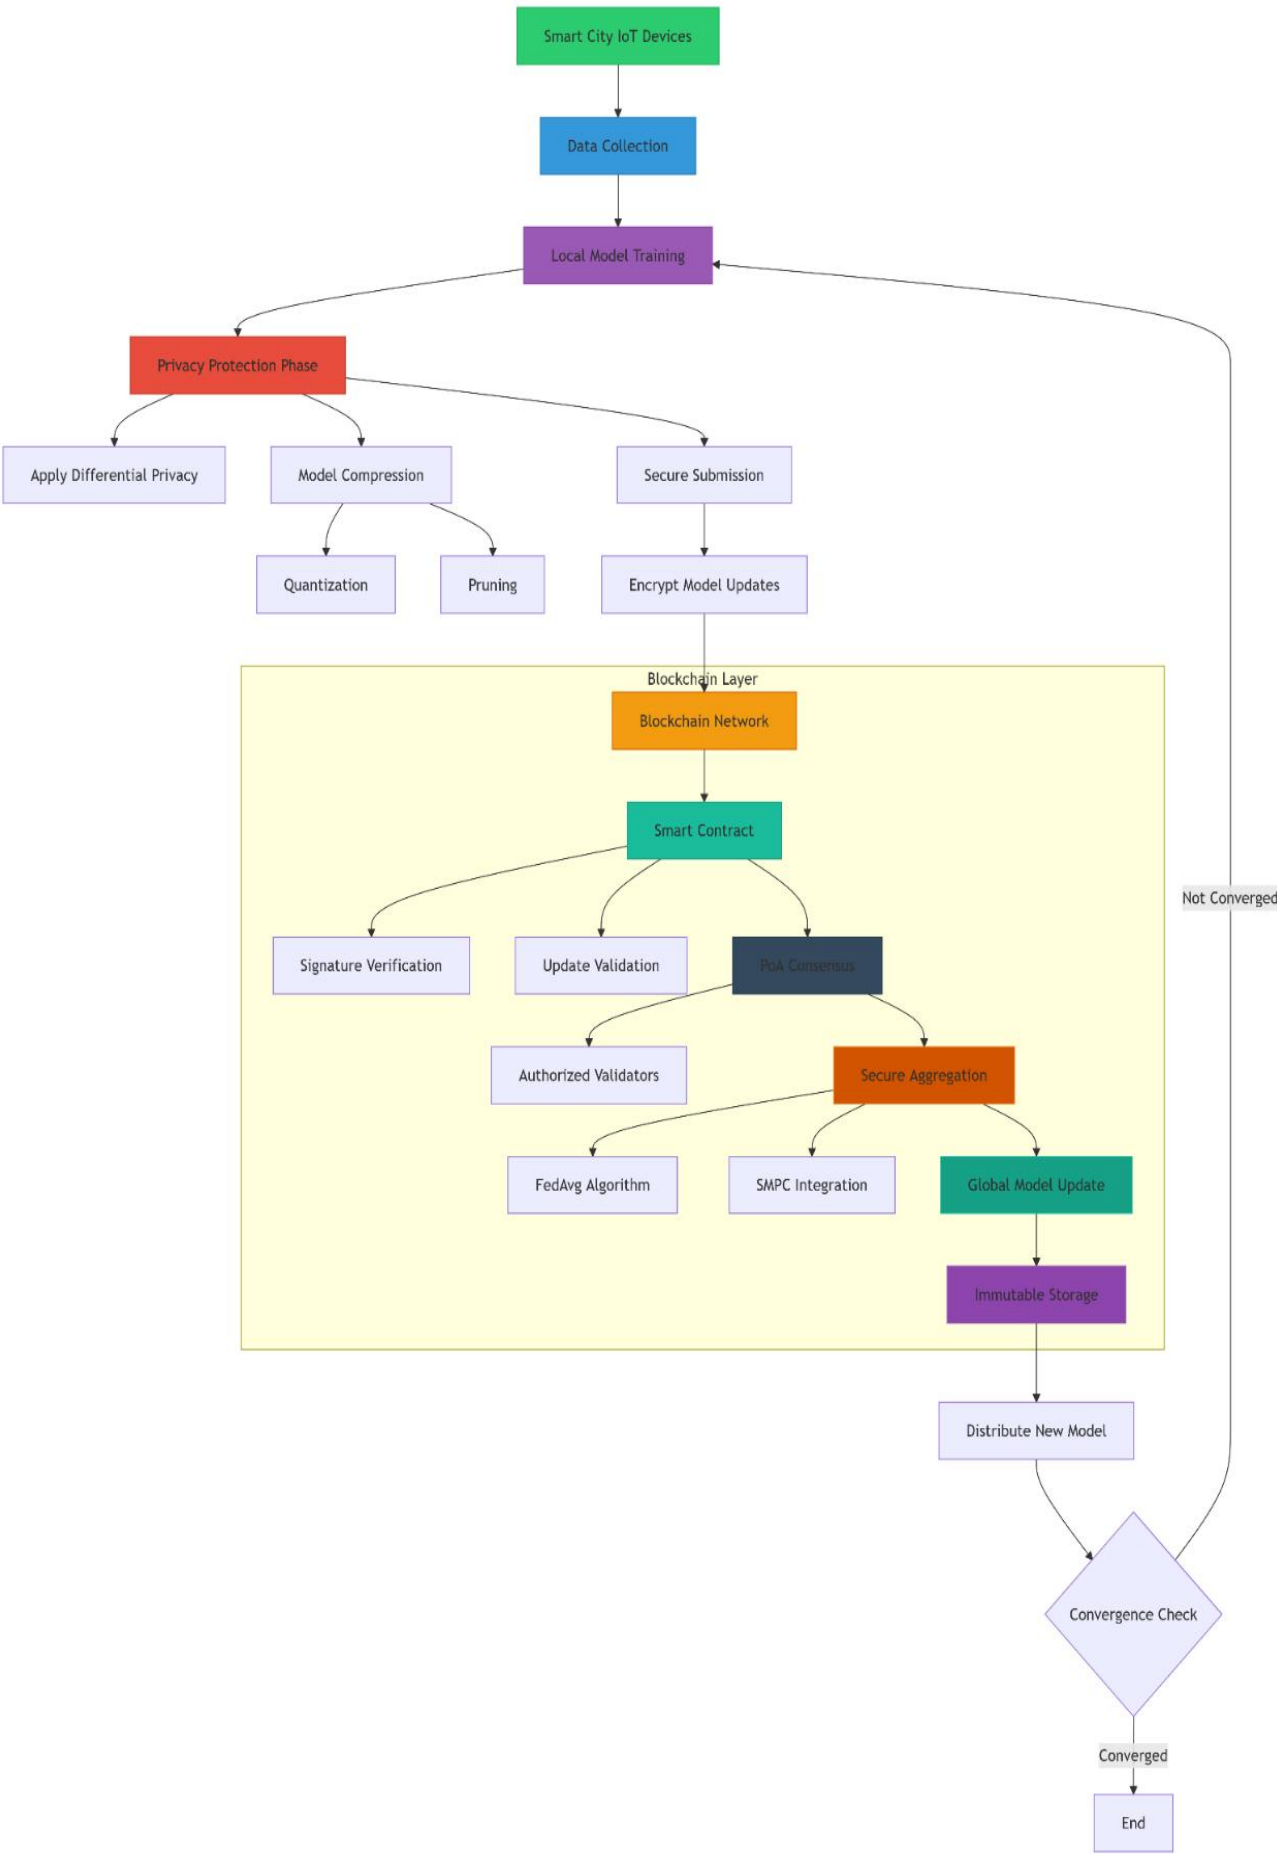 Smart City IoT Devices
Data Collection
Local Model Training
Privacy Protection Phase
Apply Differential Privacy
Model Compression
Secure Submission
Quantization
Pruning
Encrypt Model Updates
Blockchain Layer
Blockchain Network
Smart Contract
Not Converged
Signature Verification
Update Validation
PoA Consensus
Authorized Validators
Secure Aggregation
FedAvg Algorithm
SMPC Integration
Global Model Update
Immutable Storage
Distribute New Model
Convergence Check
Converged
End